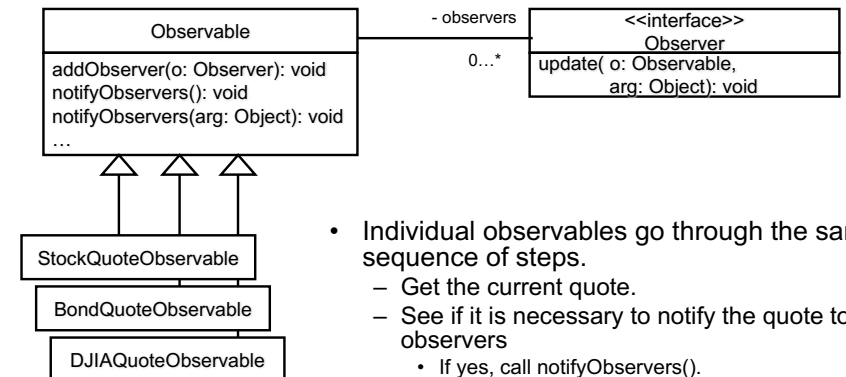 Observable
addObserver(o: Observer): void
notifyObservers(): void
notifyObservers(arg: Object): void
…
- observers
0…*
<<interface>>
Observer
update( o: Observable,
arg: Object): void
StockQuoteObservable
BondQuoteObservable
DJIAQuoteObservable
• Individual observables go through the
sequence of steps.
– Get the current quote.
– See if it is necessary to notify the quote to
observers
• If yes, call notifyObservers().